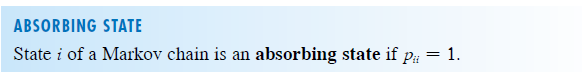 ABSORBING STATE
State i of a Markov chain is an absorbing state if pᵢᵢ = 1.